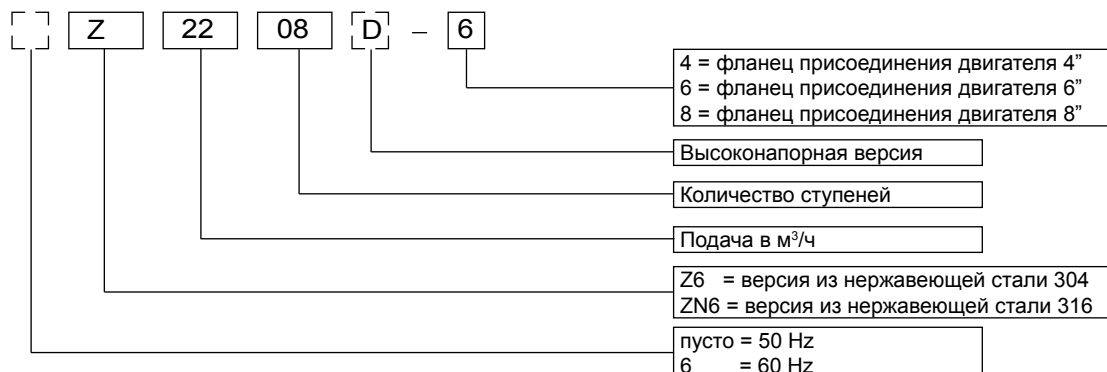 Z 22 08 D – 6
4 = фланец присоединения двигателя 4”
6 = фланец присоединения двигателя 6”
8 = фланец присоединения двигателя 8”
Высоконапорная версия
Количество ступеней
Подача в м³/ч
Z6 = версия из нержавеющей стали 304
ZN6 = версия из нержавеющей стали 316
пусто = 50 Hz
6 = 60 Hz